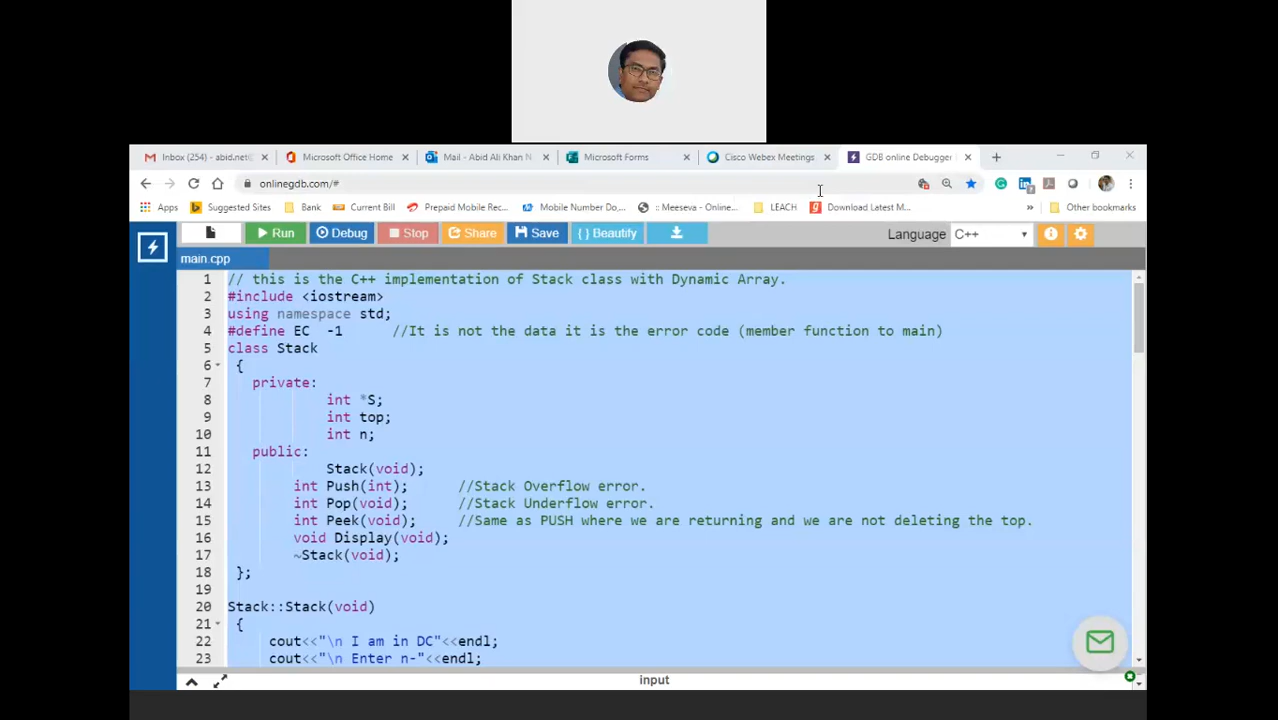 Inbox (254) - abid.net@
Microsoft Office Home
Mail - Abid Ali Khan N
Microsoft Forms
Cisco Webex Meetings
GDB online Debugger
onlinegdb.com/#
Apps
Suggested Sites
Bank
Current Bill
Prepaid Mobile Rec...
Mobile Number Do,...
:: Meeseva - Online...
LEACH
Download Latest M...
»
Other bookmarks
Run
Debug
Stop
Share
Save
{ } Beautify
Language C++
main.cpp
1 // this is the C++ implementation of Stack class with Dynamic Array.
2 #include <iostream>
3 using namespace std;
4 #define EC -1 //It is not the data it is the error code (member function to main)
5 class Stack
6 {
7 private:
8 int *S;
9 int top;
10 int n;
11 public:
12 Stack(void);
13 int Push(int); //Stack Overflow error.
14 int Pop(void); //Stack Underflow error.
15 int Peek(void); //Same as PUSH where we are returning and we are not deleting the top.
16 void Display(void);
17 ~Stack(void);
18 };
19
20 Stack::Stack(void)
21 {
22 cout<<"\n I am in DC"<<endl;
23 cout<<"\n Enter n-"<<endl;
input